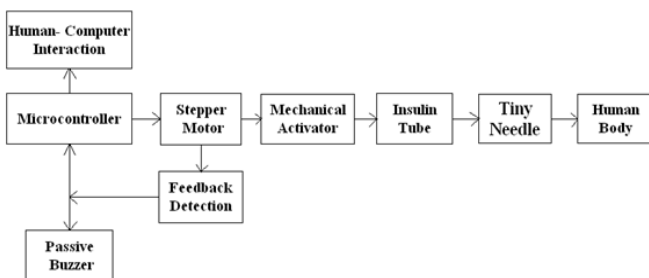 Human- Computer
Interaction
Microcontroller
Stepper
Motor
Mechanical
Activator
Insulin
Tube
Tiny
Needle
Human
Body
Feedback
Detection
Passive
Buzzer